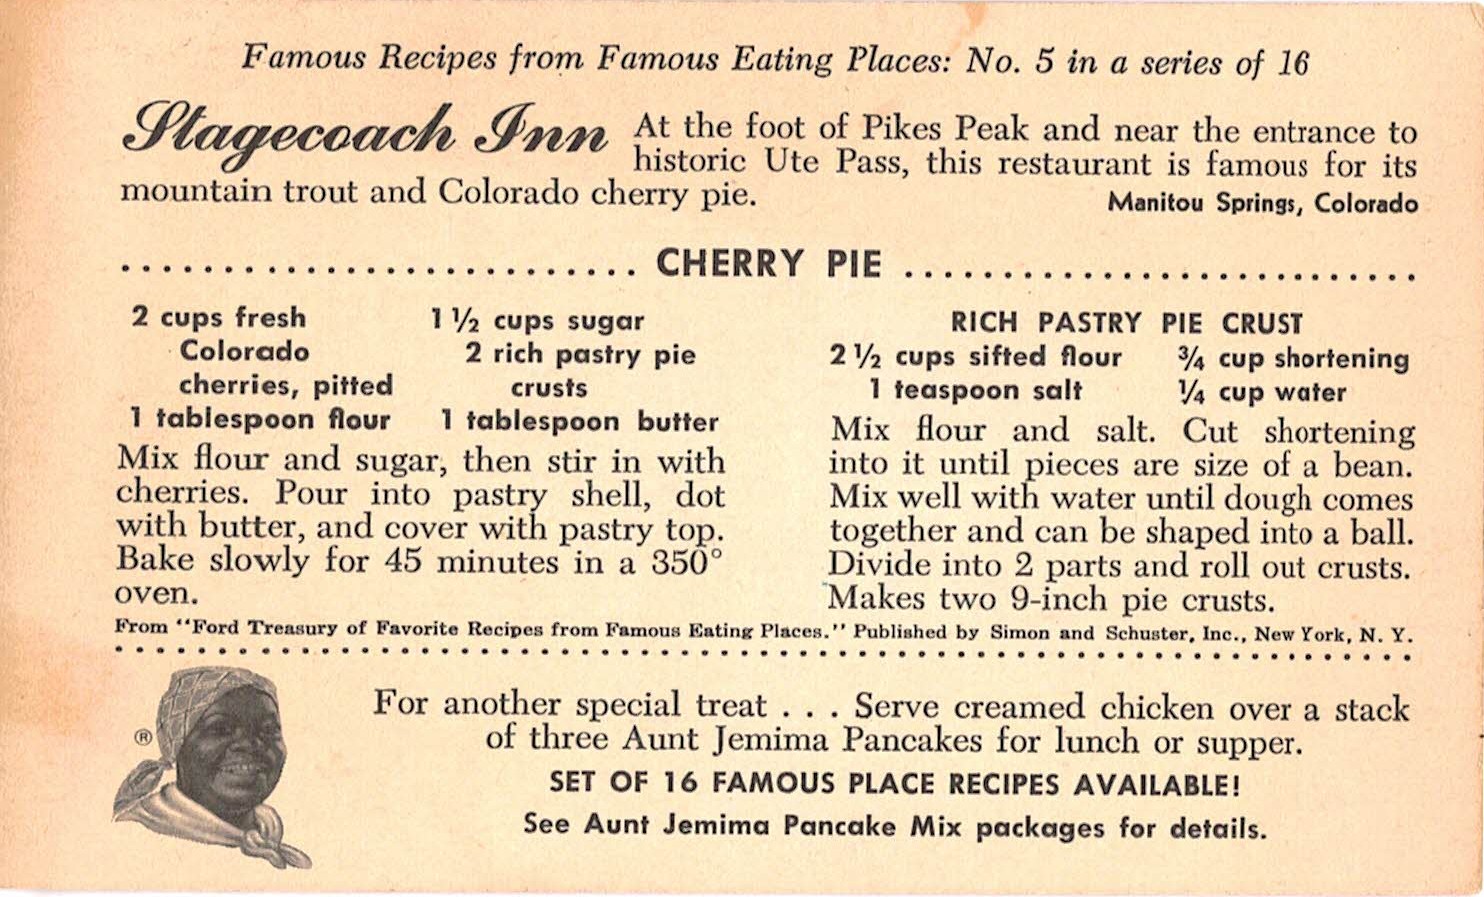 Famous Recipes from Famous Eating Places: No. 5 in a series of 16
Stagecoach Inn At the foot of Pikes Peak and near the entrance to
historic Ute Pass, this restaurant is famous for its
mountain trout and Colorado cherry pie.
Manitou Springs, Colorado
CHERRY PIE
2 cups fresh
Colorado
cherries, pitted
1 tablespoon flour
1 ½ cups sugar
2 rich pastry pie
crusts
1 tablespoon butter
Mix flour and sugar, then stir in with
cherries. Pour into pastry shell, dot
with butter, and cover with pastry top.
Bake slowly for 45 minutes in a 350°
oven.
RICH PASTRY PIE CRUST
2 ½ cups sifted flour
1 teaspoon salt
¾ cup shortening
¼ cup water
Mix flour and salt. Cut shortening
into it until pieces are size of a bean.
Mix well with water until dough comes
together and can be shaped into a ball.
Divide into 2 parts and roll out crusts.
Makes two 9-inch pie crusts.
From "Ford Treasury of Favorite Recipes from Famous Eating Places." Published by Simon and Schuster, Inc., New York, N. Y.
®
For another special treat . . . Serve creamed chicken over a stack
of three Aunt Jemima Pancakes for lunch or supper.
SET OF 16 FAMOUS PLACE RECIPES AVAILABLE!
See Aunt Jemima Pancake Mix packages for details.